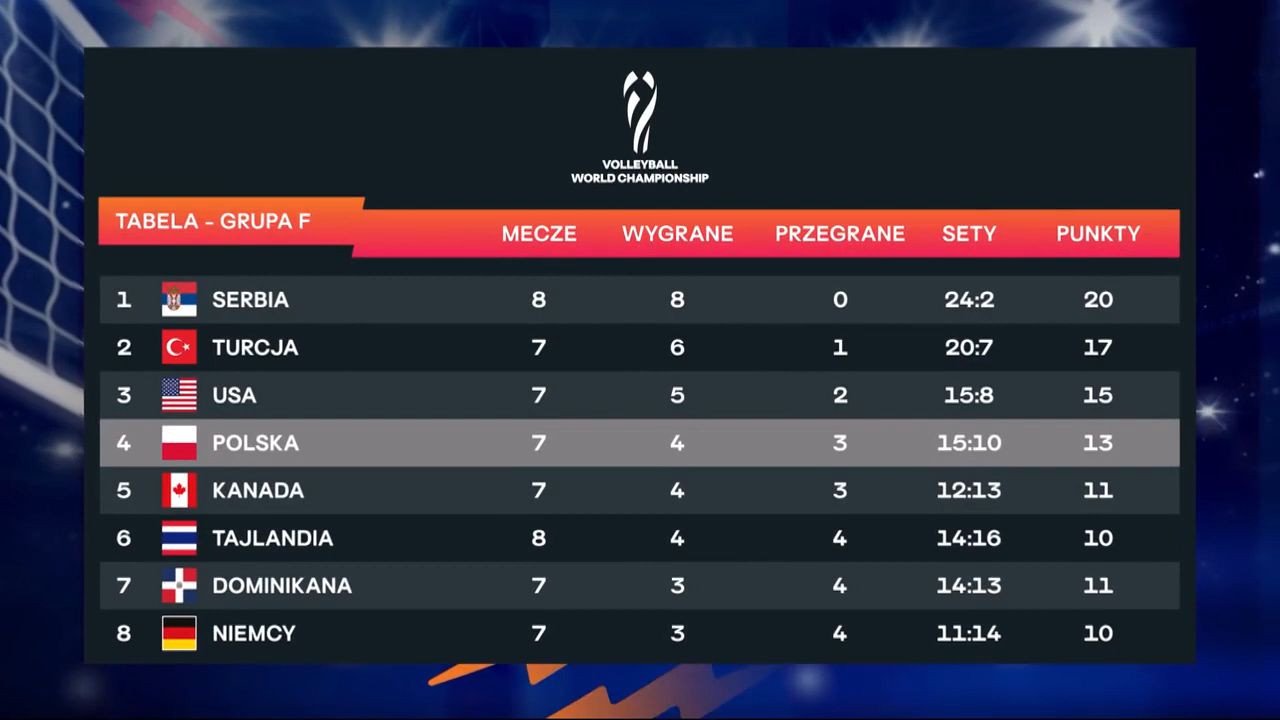 VOLLEYBALL
WORLD CHAMPIONSHIP
TABELA - GRUPA F
MECZE WYGRANE PRZEGRANE SETY PUNKTY
1 SERBIA 8 8 0 24:2 20
2 TURCJA 7 6 1 20:7 17
3 USA 7 5 2 15:8 15
4 POLSKA 7 4 3 15:10 13
5 KANADA 7 4 3 12:13 11
6 TAJLANDIA 8 4 4 14:16 10
7 DOMINIKANA 7 3 4 14:13 11
8 NIEMCY 7 3 4 11:14 10